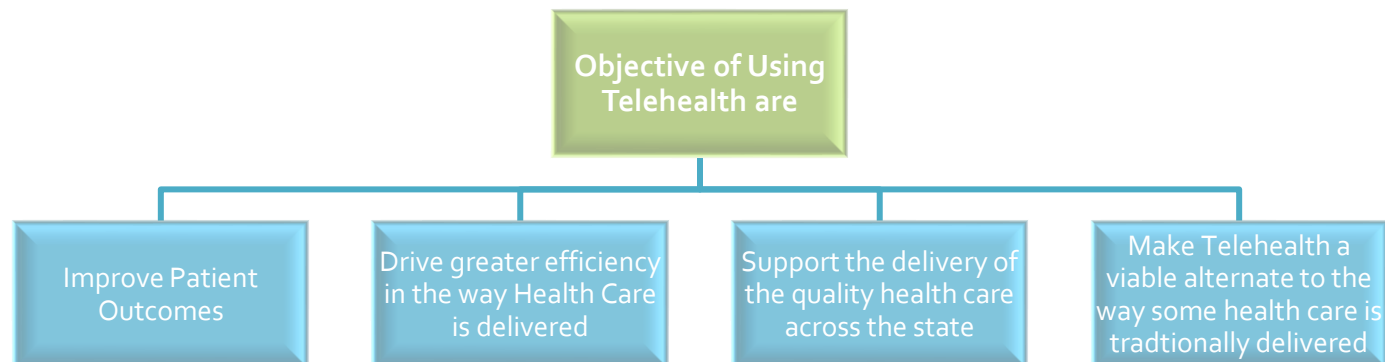 Objective of Using
Telehealth are
Improve Patient
Outcomes
Drive greater efficiency
in the way Health Care
is delivered
Support the delivery of
the quality health care
across the state
Make Telehealth a
viable alternate to the
way some health care is
tradtionally delivered